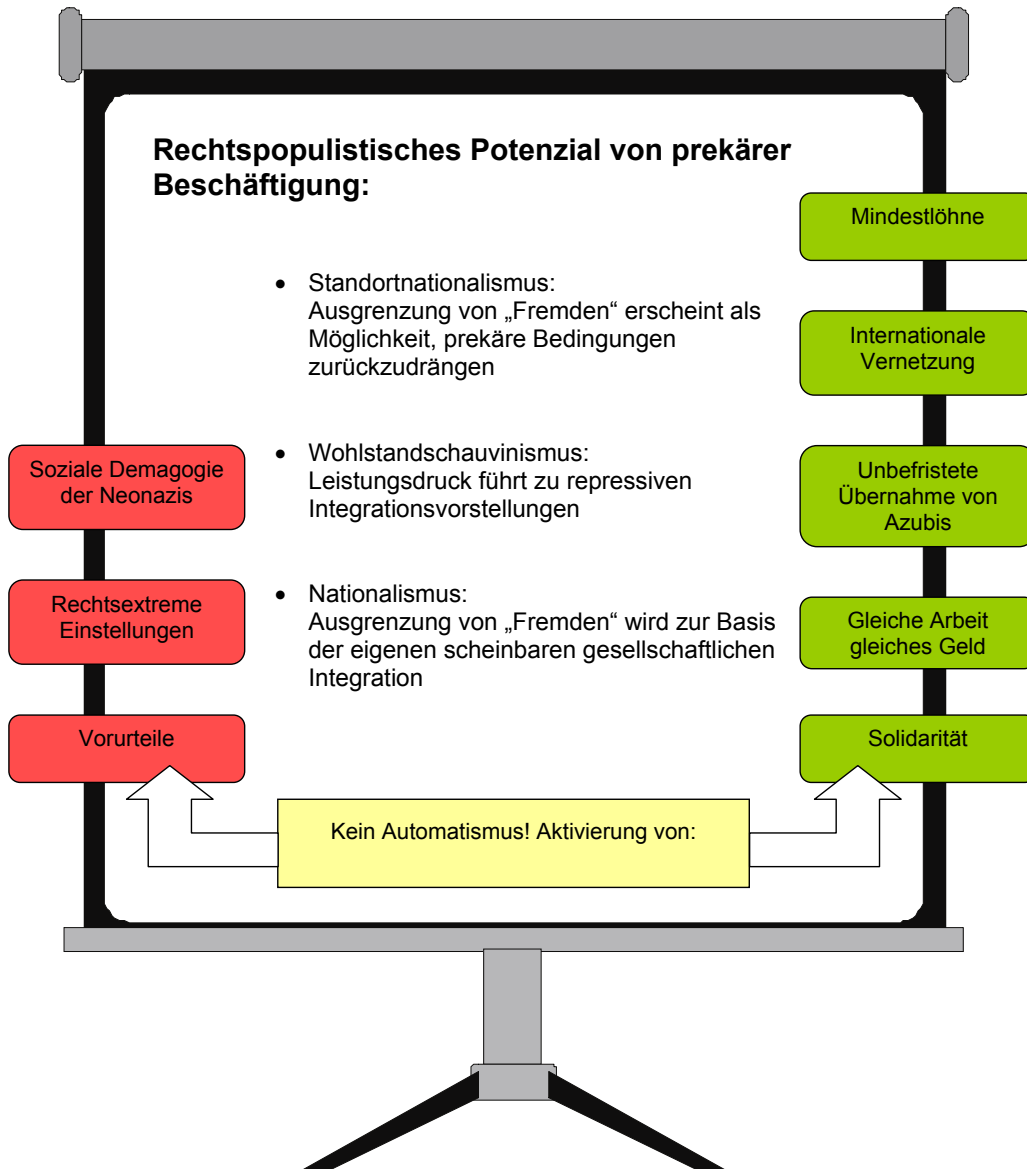 Rechtspopulistisches Potenzial von prekärer
Beschäftigung:
• Standortnationalismus:
Ausgrenzung von „Fremden“ erscheint als
Möglichkeit, prekäre Bedingungen
zurückzudrängen
• Wohlstandschauvinismus:
Leistungsdruck führt zu repressiven
Integrationsvorstellungen
• Nationalismus:
Ausgrenzung von „Fremden“ wird zur Basis
der eigenen scheinbaren gesellschaftlichen
Integration
Soziale Demagogie
der Neonazis
Rechtsextreme
Einstellungen
Vorurteile
Mindestlöhne
Internationale
Vernetzung
Unbefristete
Übernahme von
Azubis
Gleiche Arbeit
gleiches Geld
Solidarität
Kein Automatismus! Aktivierung von: